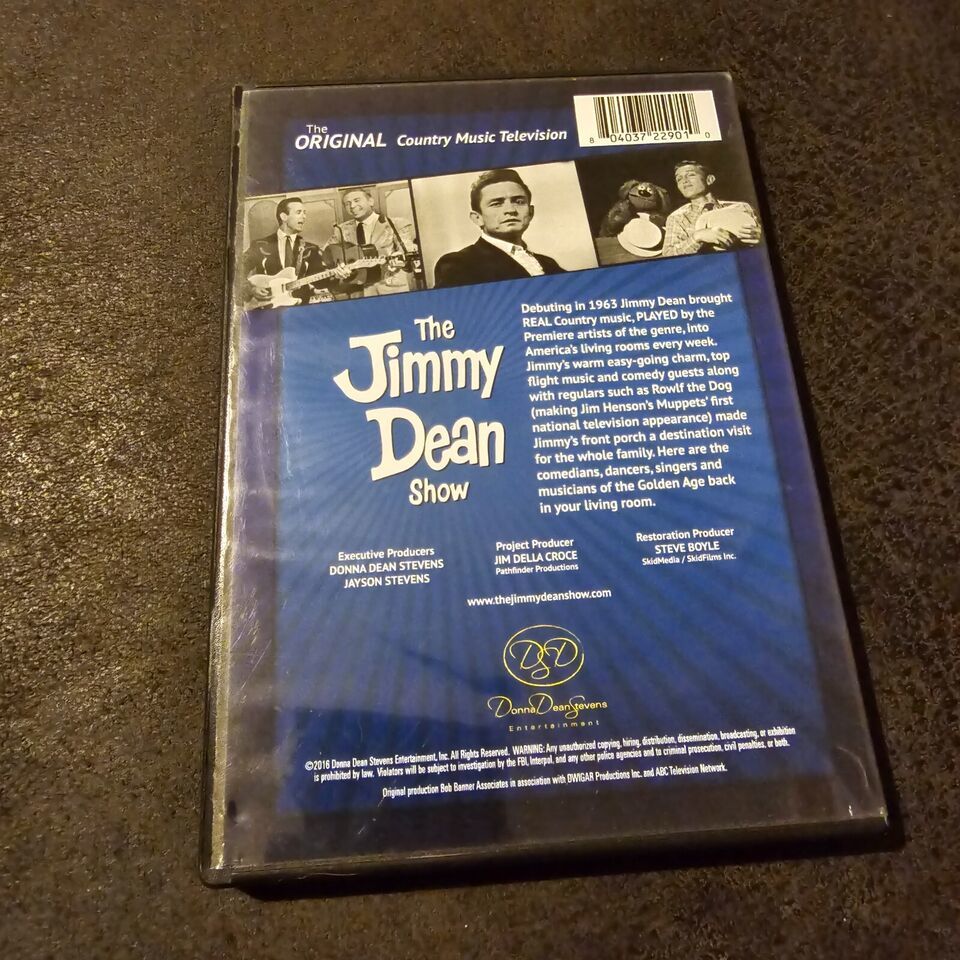 The
ORIGINAL Country Music Television
8 04037 22901 0
The
Jimmy
Dean
Show
Debuting in 1963 Jimmy Dean brought
REAL Country music, PLAYED by the
Premiere artists of the genre, into
America's living rooms every week.
Jimmy's warm easy-going charm, top
flight music and comedy guests along
with regulars such as Rowlf the Dog
(making Jim Henson's Muppets' first
national television appearance) made
Jimmy's front porch a destination visit
for the whole family. Here are the
comedians, dancers, singers and
musicians of the Golden Age back
in your living room.
Executive Producers
DONNA DEAN STEVENS
JAYSON STEVENS
Project Producer
JIM DELLA CROCE
Pathfinder Productions
Restoration Producer
STEVE BOYLE
SkidMedia / SkidFilms Inc.
www.thejimmydeanshow.com
DSD
DonnaDeanStevens
Entertainment
©2016 Donna Dean Stevens Entertainment, Inc. All Rights Reserved. WARNING: Any unauthorized copying, hiring, distribution, dissemination, broadcasting, or exhibition
is prohibited by law. Violators will be subject to investigation by the FBI, Interpol, and any other police agencies and to criminal prosecution, civil penalties, or both.
Original production Bob Banner Associates in association with DWIGAR Productions Inc. and ABC Television Network.